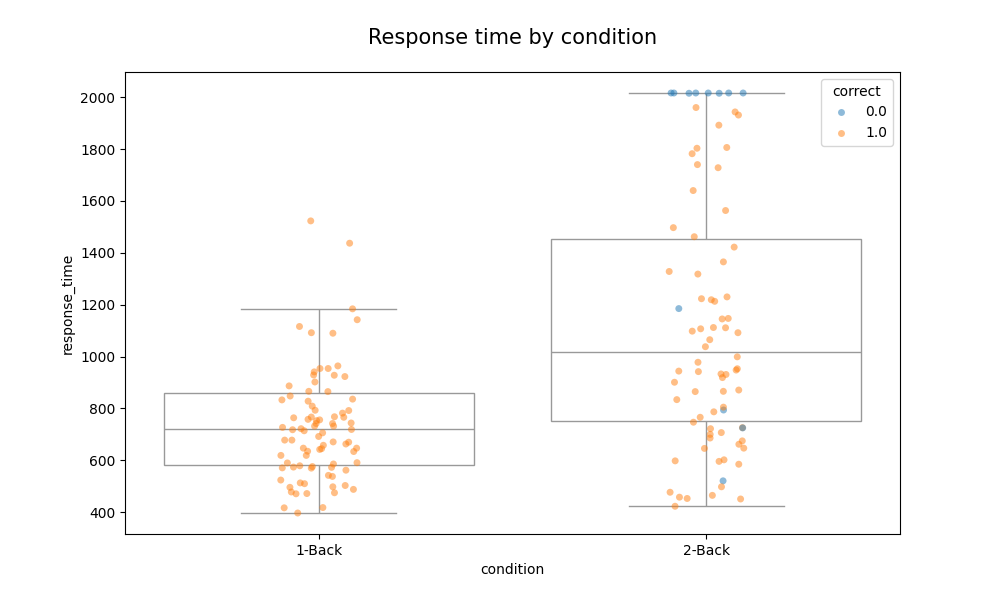 Response time by condition
correct
0.0
1.0
2000
1800
1600
1400
1200
1000
800
600
400
response_time
1-Back
2-Back
condition